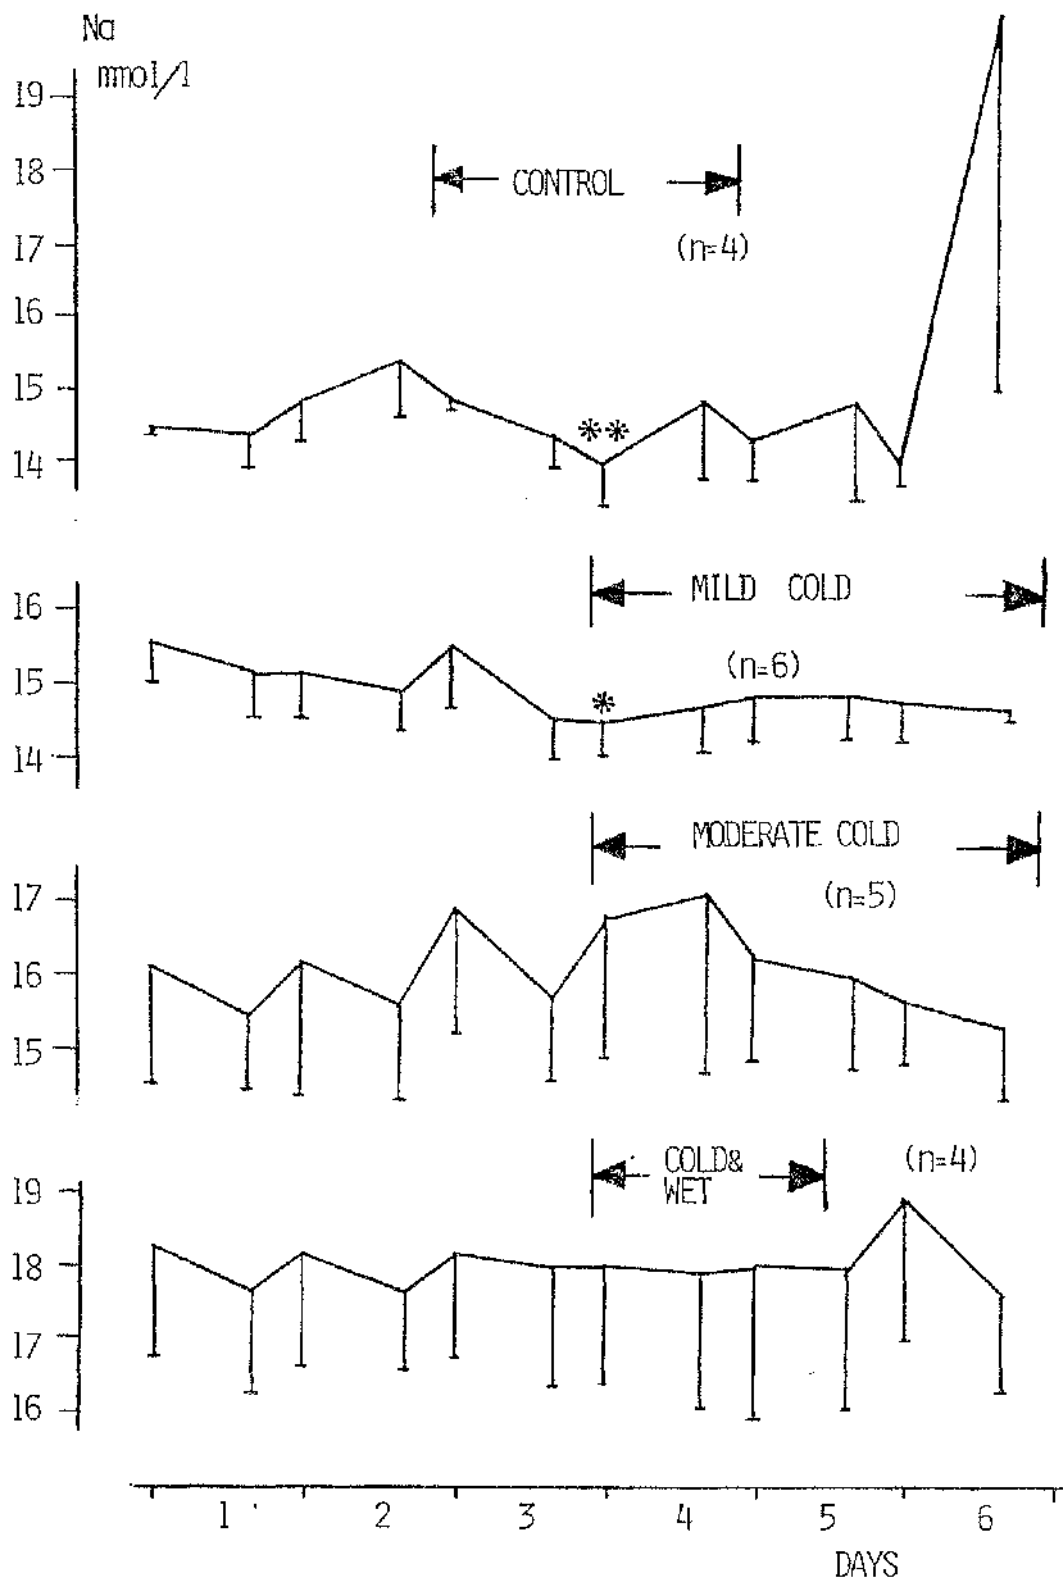 Na
mmol/l
19
18
CONTROL
17
(n=4)
16
15
**
14
16
MILD COLD
15
(n=6)
*
14
MODERATE COLD
17
(n=5)
16
15
COLD&
WET
(n=4)
19
18
17
16
1 2 3 4 5 6
DAYS